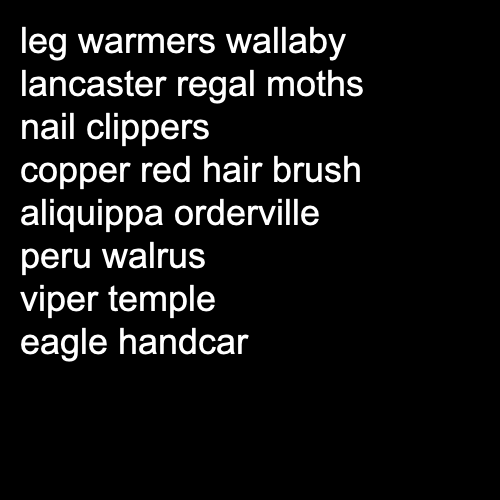 leg warmers wallaby
lancaster regal moths
nail clippers
copper red hair brush
aliquippa orderville
peru walrus
viper temple
eagle handcar